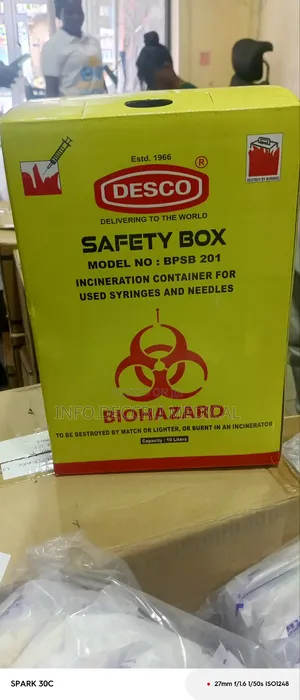 Estd. 1966
DESCO ®
DELIVERING TO THE WORLD
SAFETY BOX
MODEL NO : BPSB 201
INCINERATION CONTAINER FOR
USED SYRINGES AND NEEDLES
BIOHAZARD
TO BE DESTROYED BY MATCH OR LIGHTER, OR BURNT IN AN INCINERATOR
Capacity : 10 Liters
SPARK 30C
27mm f/1.6 1/50s ISO1248